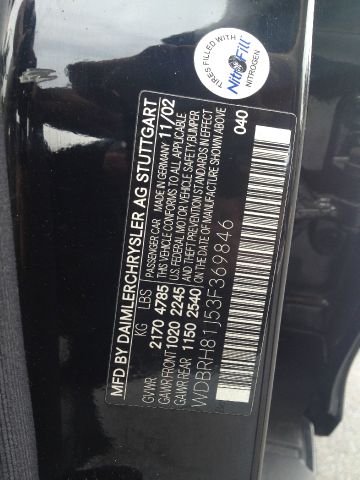 TIRES FILLED WITH
NitroFill
NITROGEN
MFD BY DAIMLERCHRYSLER AG STUTTGART
KG LBS
GVWR 2170 4785
GAWR FRONT 1020 2245
GAWR REAR 1150 2540
PASSENGER CAR MADE IN GERMANY 11/02
THIS VEHICLE CONFORMS TO ALL APPLICABLE
U.S. FEDERAL MOTOR VEHICLE SAFETY, BUMPER
AND THEFT PREVENTION STANDARDS IN EFFECT
ON DATE OF MANUFACTURE SHOWN ABOVE
040
WDBRH81J53F369846